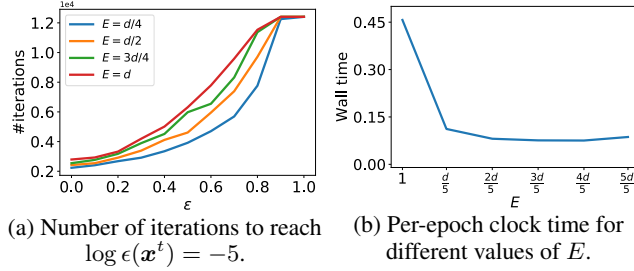 1e4
E = d/4
E = d/2
E = 3d/4
E = d
1.2
1.0
0.8
0.6
0.4
0.2
#iterations
0.0 0.2 0.4 0.6 0.8 1.0
ε
(a) Number of iterations to reach
log ϵ(x^t) = −5.
0.45
0.30
0.15
0.00
Wall time
1 d/5 2d/5 3d/5 4d/5 5d/5
E
(b) Per-epoch clock time for
different values of E.